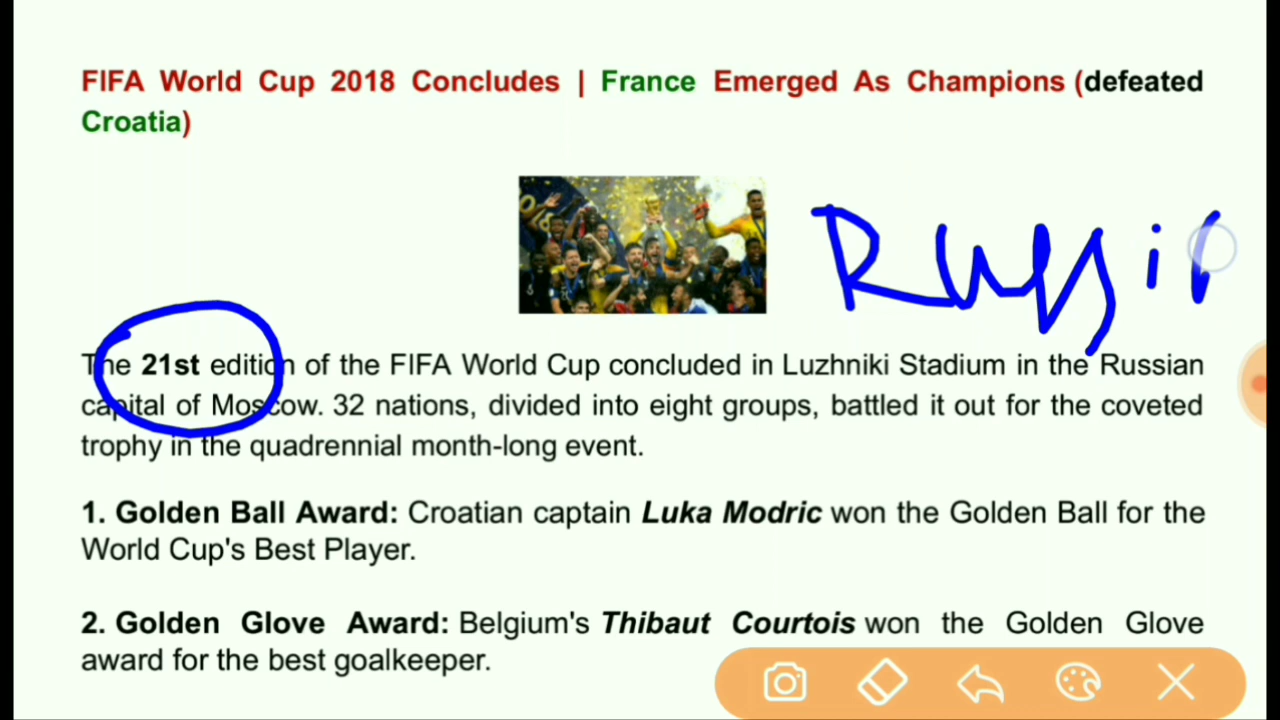 FIFA World Cup 2018 Concludes | France Emerged As Champions (defeated
Croatia)
Russi
The 21st edition of the FIFA World Cup concluded in Luzhniki Stadium in the Russian
capital of Moscow. 32 nations, divided into eight groups, battled it out for the coveted
trophy in the quadrennial month-long event.
1. Golden Ball Award: Croatian captain Luka Modric won the Golden Ball for the
World Cup's Best Player.
2. Golden Glove Award: Belgium's Thibaut Courtois won the Golden Glove
award for the best goalkeeper.